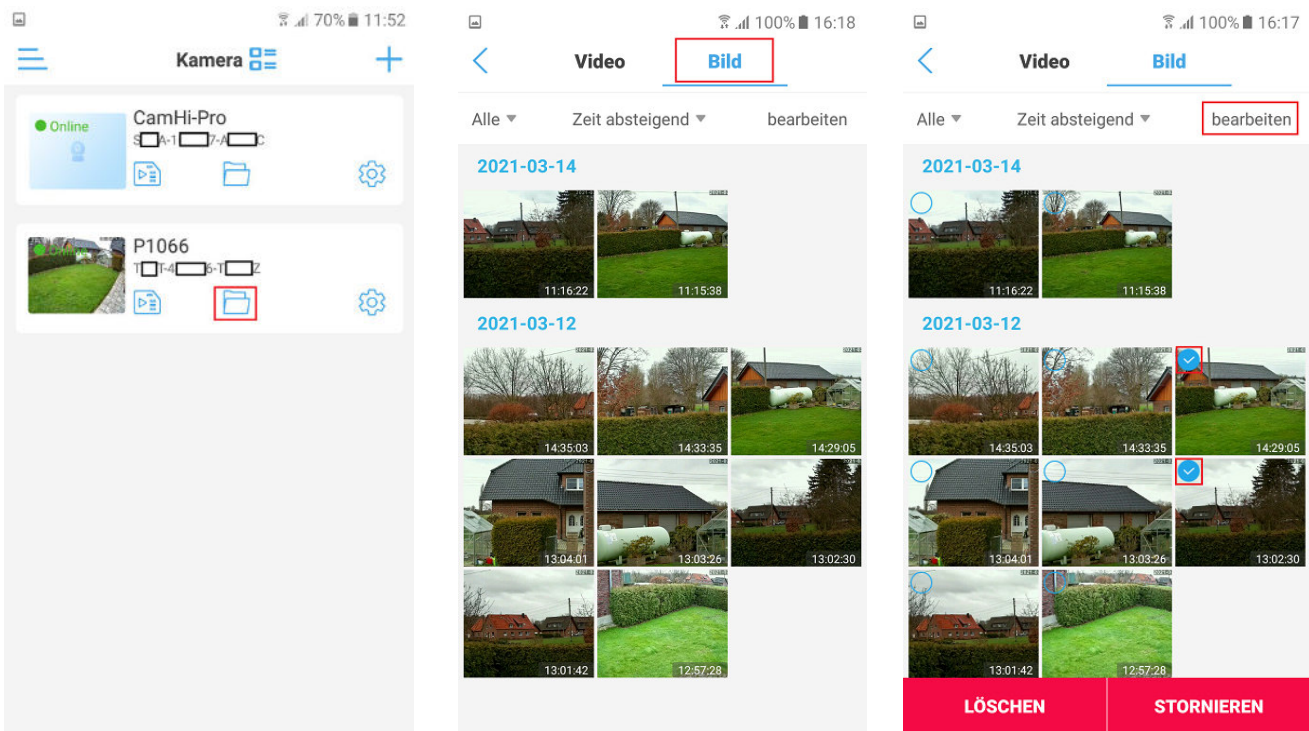 70% 11:52
Kamera
CamHi-Pro
Online
P1066
Online
100% 16:18
Video Bild
Alle Zeit absteigend bearbeiten
2021-03-14
11:16:22 11:15:38
2021-03-12
14:35:03 14:33:35 14:29:05
13:04:01 13:03:26 13:02:30
13:01:42 12:57:28
100% 16:17
Video Bild
Alle Zeit absteigend bearbeiten
2021-03-14
11:16:22 11:15:38
2021-03-12
14:35:03 14:33:35 14:29:05
13:04:01 13:03:26 13:02:30
13:01:42 12:57:28
LÖSCHEN STORNIEREN